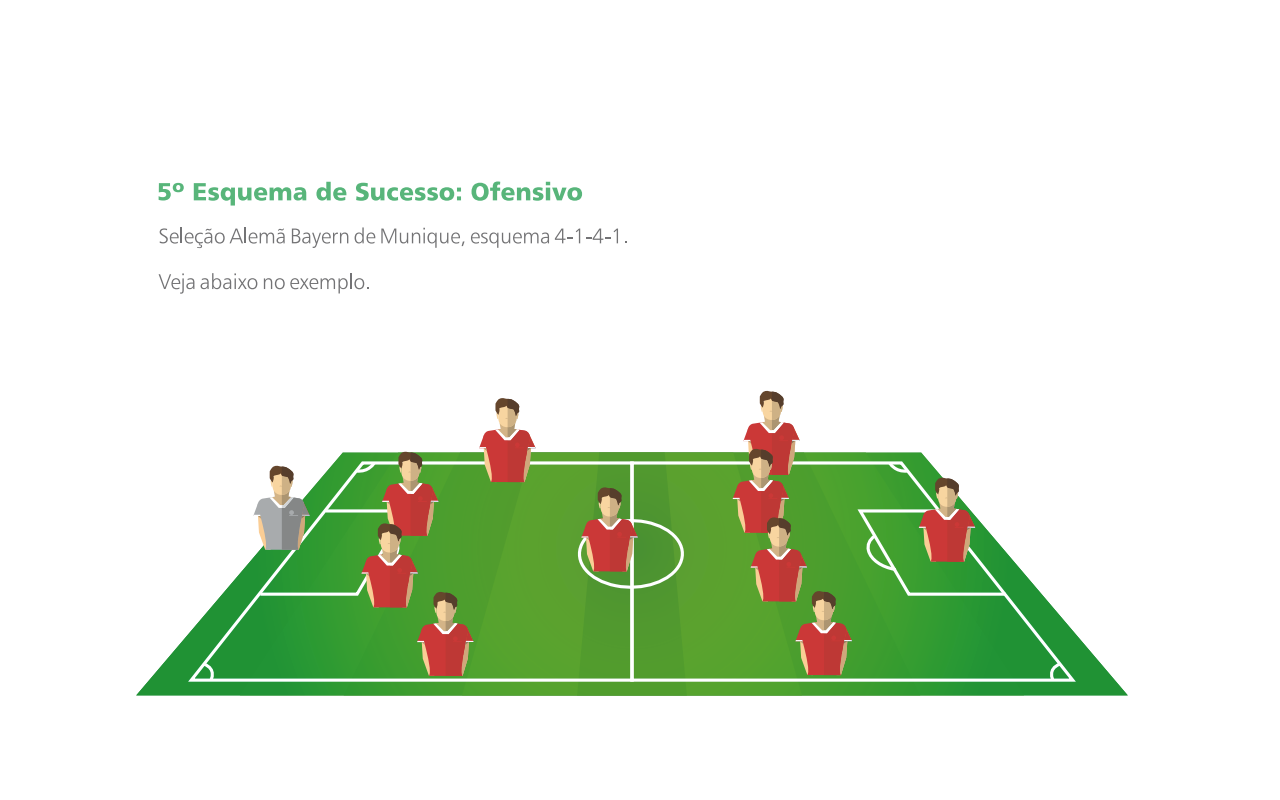 5º Esquema de Sucesso: Ofensivo
Seleção Alemã Bayern de Munique, esquema 4-1-4-1.
Veja abaixo no exemplo.